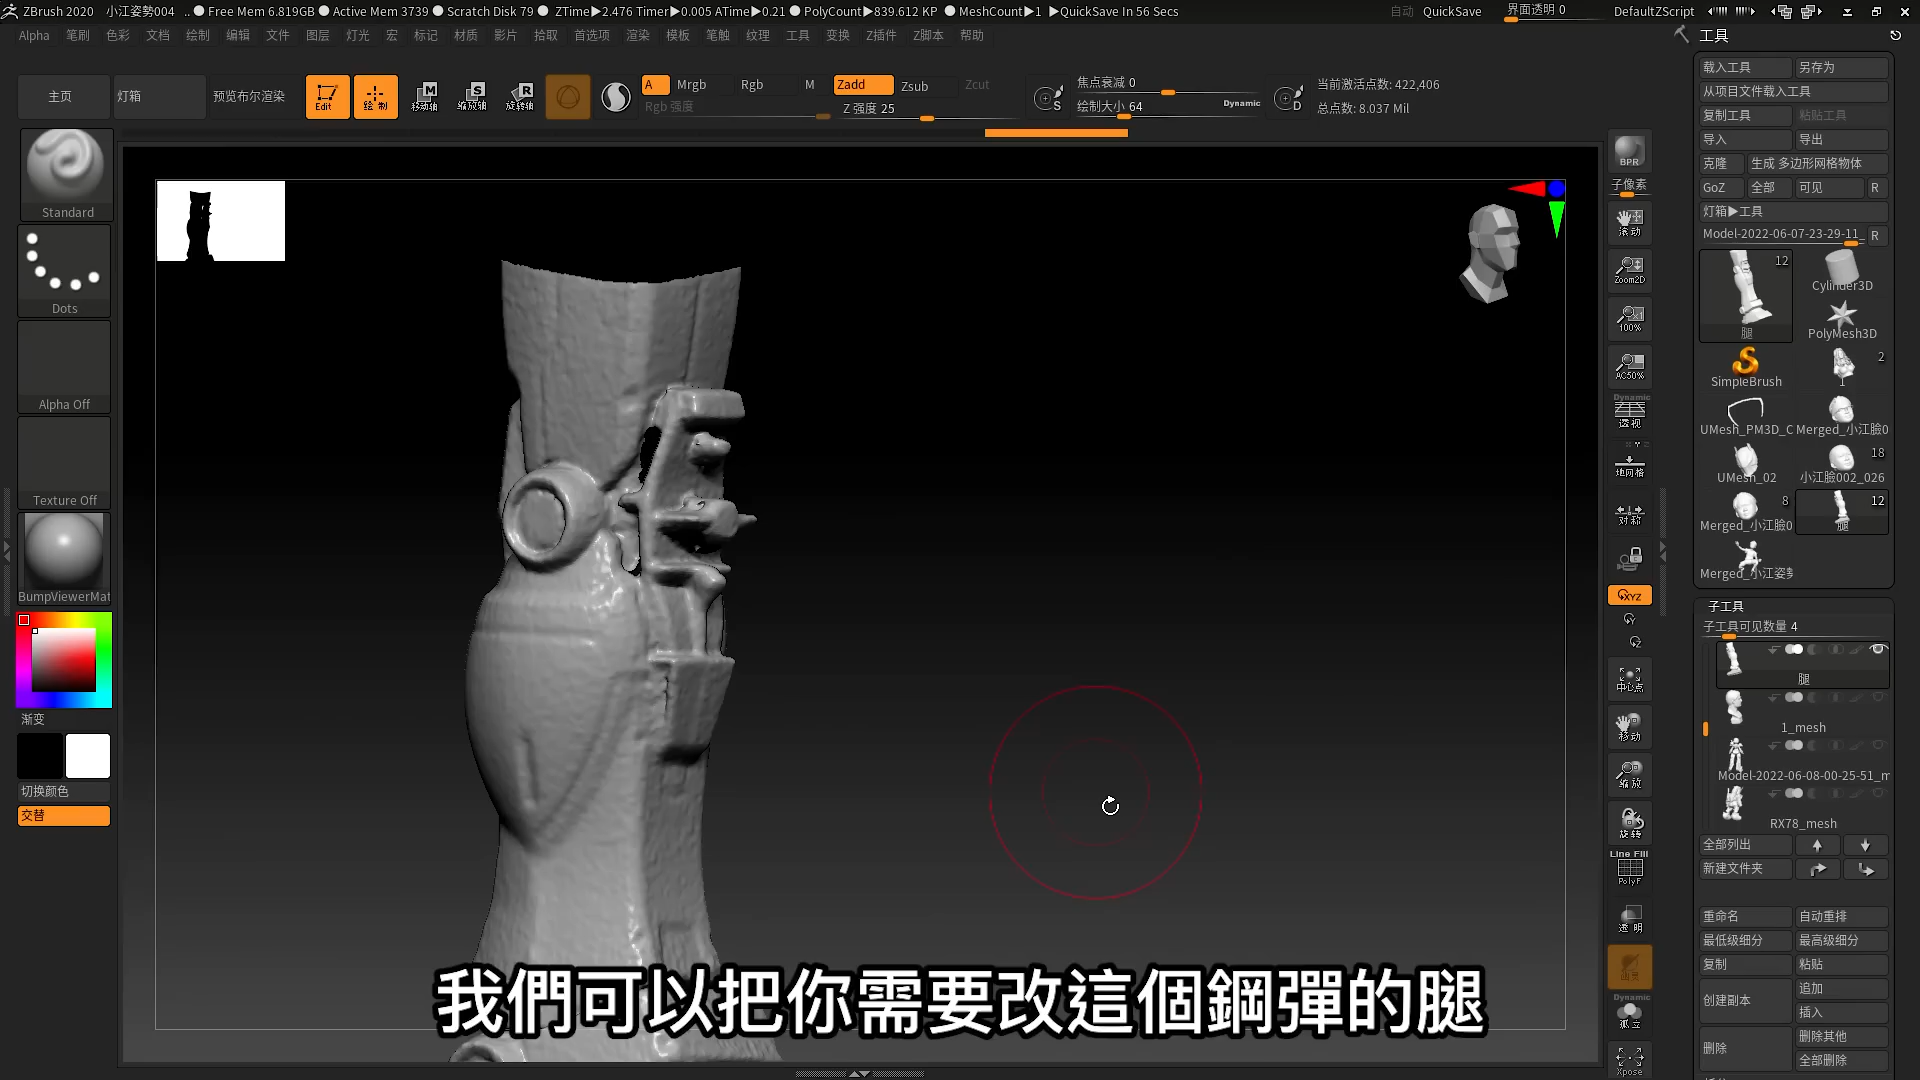 ZBrush 2020 小江姿勢004 .. ● Free Mem 6.819GB ● Active Mem 3739 ● Scratch Disk 79 ● ZTime▶2.476 Timer▶0.005 ATime▶0.21 ● PolyCount▶839.612 KP ● MeshCount▶1 ▶QuickSave In 56 Secs 自动 QuickSave 界面透明 0 DefaultZScript
Alpha 笔刷 色彩 文档 绘制 编辑 文件 图层 灯光 宏 标记 材质 影片 拾取 首选项 渲染 模板 笔触 纹理 工具 变换 Z插件 Z脚本 帮助
主页 灯箱 预览布尔渲染
Edit 绘制 移动轴 缩放轴 旋转轴
A Mrgb Rgb M Zadd Zsub Zcut
Rgb 强度 Z 强度 25
焦点衰减 0
绘制大小 64 Dynamic
当前激活点数: 422,406
总点数: 8.037 Mil
Standard
Dots
Alpha Off
Texture Off
BumpViewerMat
渐变
切换颜色
交替
我們可以把你需要改這個鋼彈的腿
BPR
子像素
滚动
Zoom2D
100%
AC50%
Dynamic
透视
地网格
对称
XYZ
中心点
移动
缩放
旋转
Line Fill
PolyF
透明
Dynamic
孤立
Xpose
工具
载入工具 另存为
从项目文件载入工具
复制工具 粘贴工具
导入 导出
克隆 生成 多边形网格物体
GoZ 全部 可见 R
灯箱▶工具
Model-2022-06-07-23-29-11_ R
12
腿
Cylinder3D
PolyMesh3D
SimpleBrush
2
1
UMesh_PM3D_C
Merged_小江臉0
UMesh_02
18
小江臉002_026
8
Merged_小江臉0
12
腿
Merged_小江姿勢
子工具
子工具可见数量 4
腿
1_mesh
Model-2022-06-08-00-25-51_m
RX78_mesh
全部列出
新建文件夹
重命名 自动重排
最低级细分 最高级细分
复制 粘贴
创建副本 追加
插入
删除 删除其他
全部删除